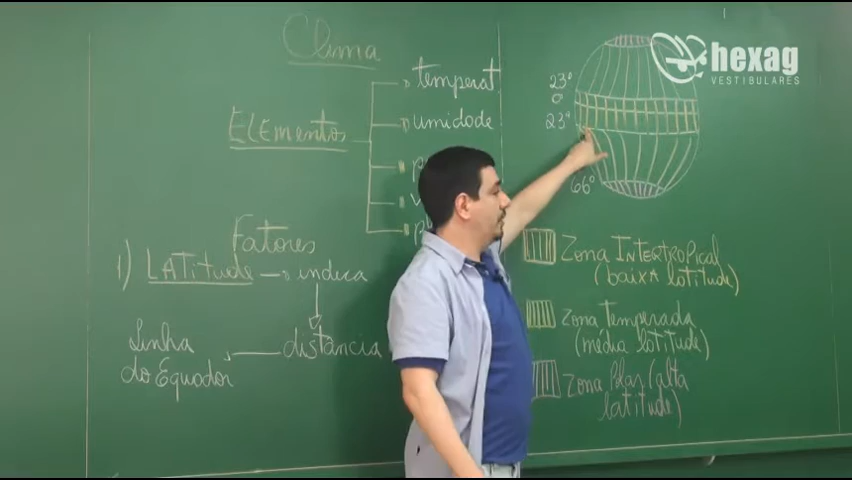 Clima
ELEmentos
temperat
umidade
Fatores
1) LATitude → indica
distância
Linha
do Equador
23°
0°
23°
66°
hexag
VESTIBULARES
Zona INTERTROPICAL
(baixa latitude)
Zona Temperada
(média latitude)
Zona Polar (alta
latitude)